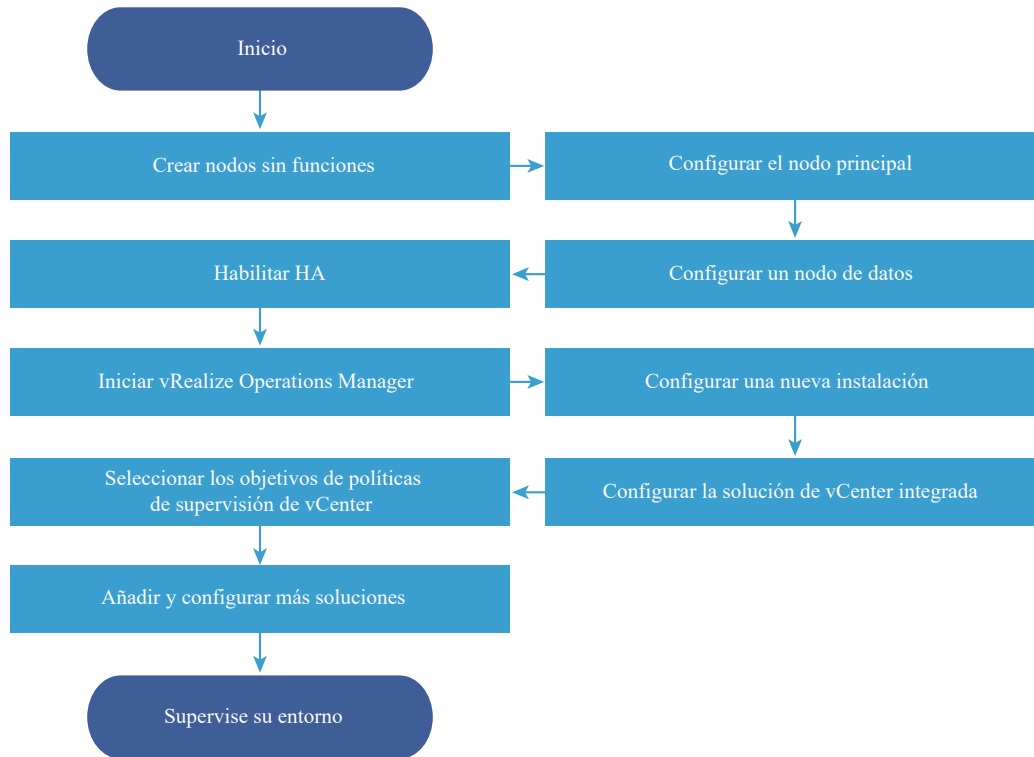 Inicio
Crear nodos sin funciones
Configurar el nodo principal
Habilitar HA
Configurar un nodo de datos
Iniciar vRealize Operations Manager
Configurar una nueva instalación
Seleccionar los objetivos de políticas
de supervisión de vCenter
Configurar la solución de vCenter integrada
Añadir y configurar más soluciones
Supervise su entorno